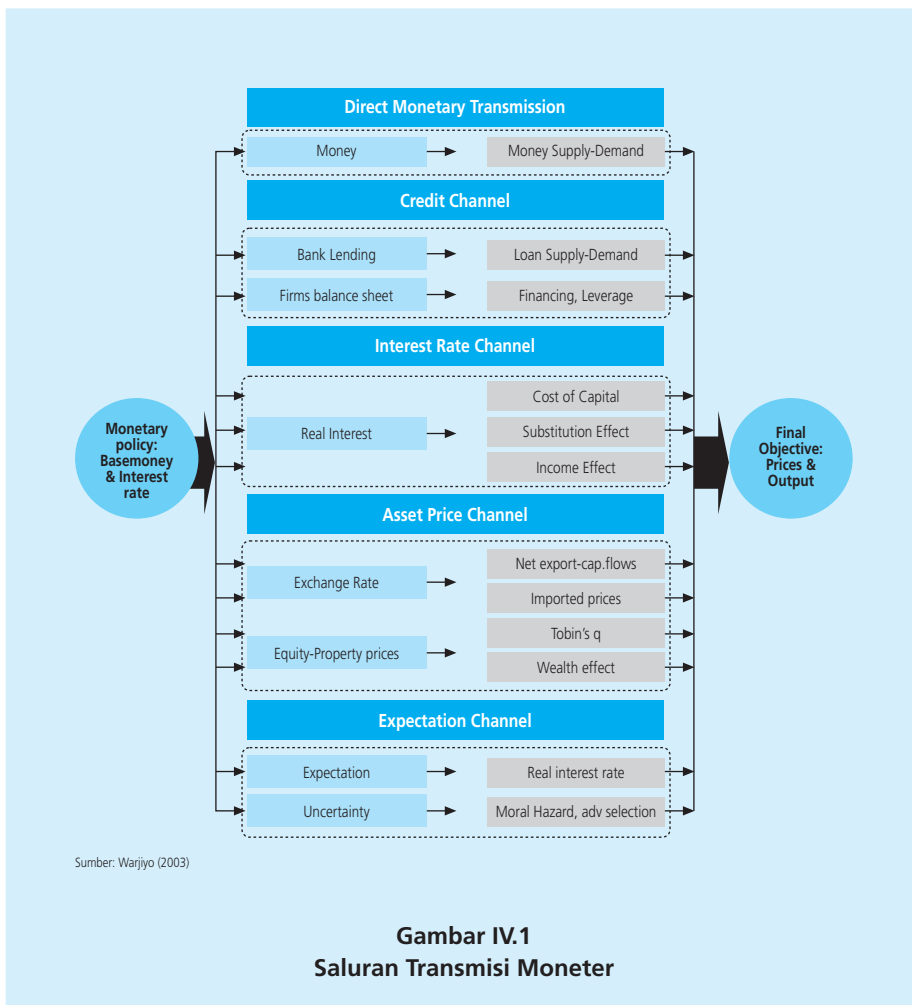 Direct Monetary Transmission
Money
Money Supply-Demand
Credit Channel
Bank Lending
Loan Supply-Demand
Firms balance sheet
Financing, Leverage
Interest Rate Channel
Monetary
policy:
Basemoney
& Interest
rate
Real Interest
Cost of Capital
Substitution Effect
Income Effect
Final
Objective:
Prices &
Output
Asset Price Channel
Exchange Rate
Net export-cap.flows
Imported prices
Equity-Property prices
Tobin's q
Wealth effect
Expectation Channel
Expectation
Real interest rate
Uncertainty
Moral Hazard, adv selection
Sumber: Warjiyo (2003)
Gambar IV.1
Saluran Transmisi Moneter